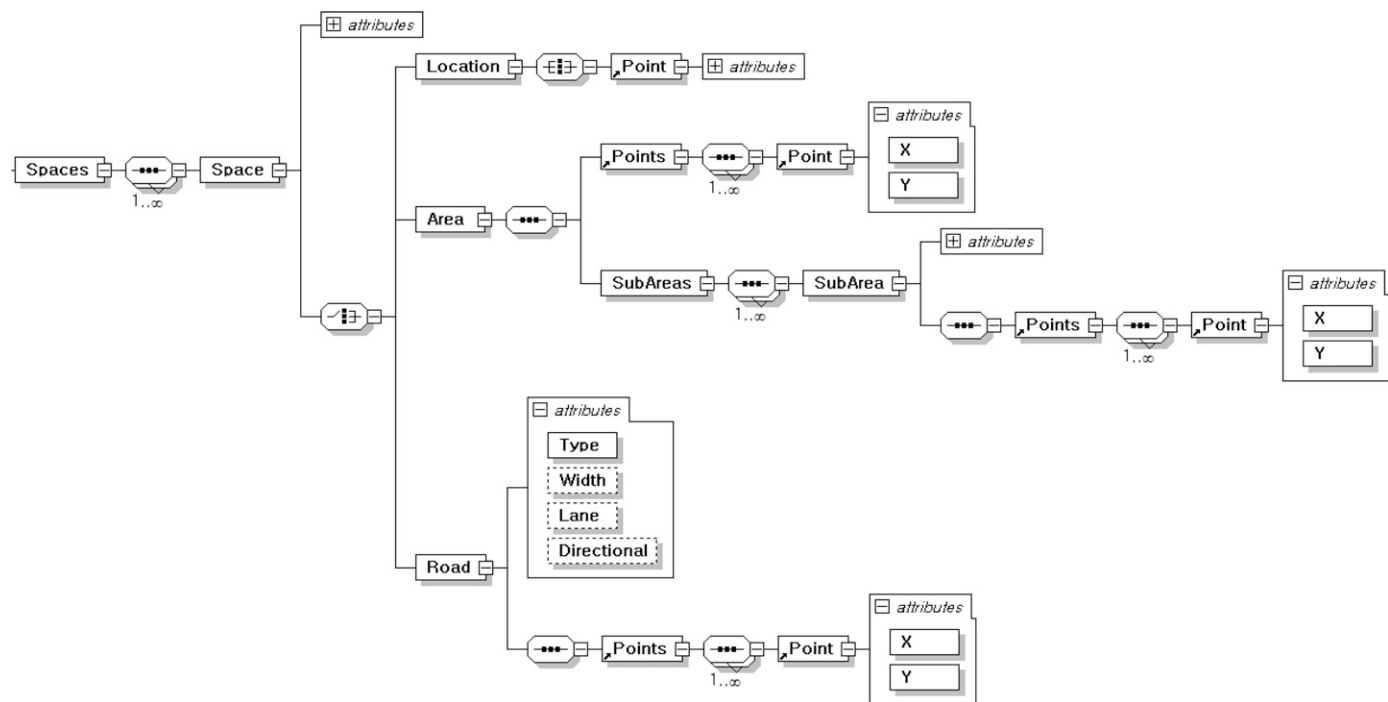 attributes
Location
Point
attributes
attributes
X
Y
Spaces
1..∞
Space
Points
1..∞
Point
Area
attributes
SubAreas
1..∞
SubArea
attributes
X
Y
Points
1..∞
Point
attributes
Type
Width
Lane
Directional
Road
attributes
X
Y
Points
1..∞
Point